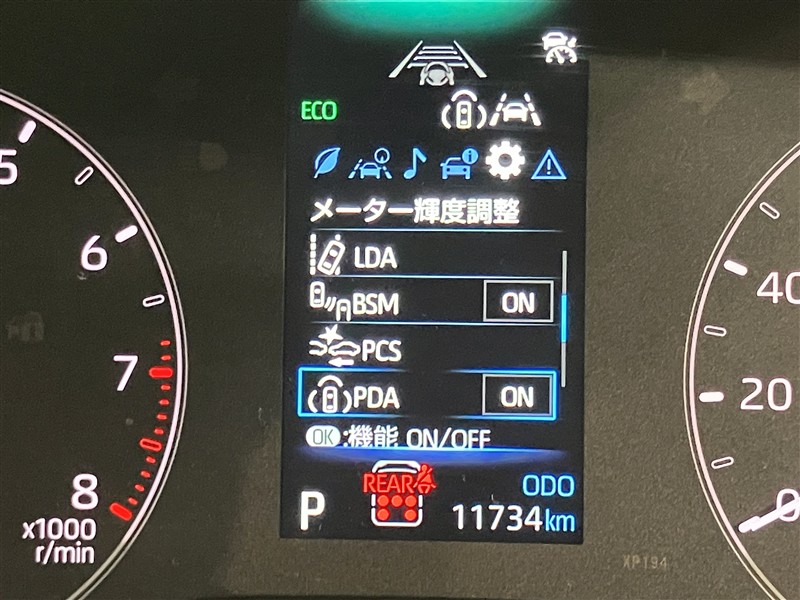 ECO
メーター輝度調整
LDA
BSM ON
PCS
PDA ON
OK :機能 ON/OFF
REAR
P
ODO
11734km
5
6
7
8
x1000
r/min
40
20
0
XP194